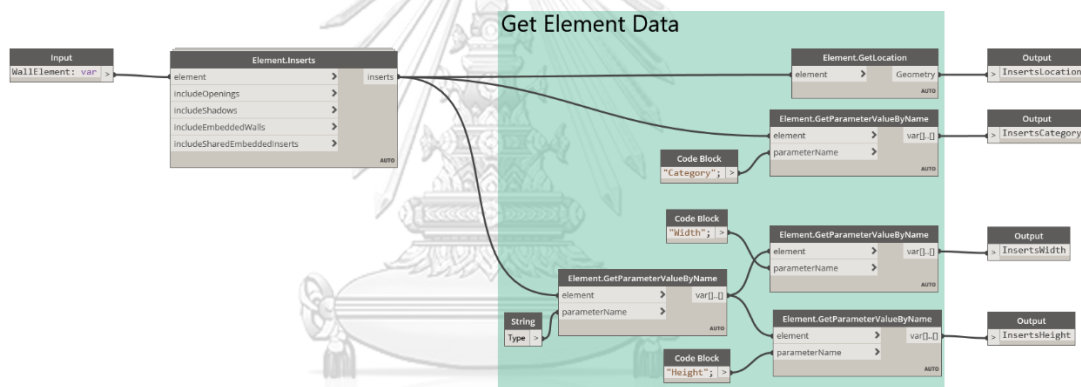 Get Element Data
Input
WallElement: var >
Element.Inserts
element > inserts
includeOpenings >
includeShadows >
includeEmbeddedWalls >
includeSharedEmbeddedInserts >
AUTO
Element.GetLocation
element > Geometry
AUTO
Output
> InsertsLocation
Element.GetParameterValueByName
element > var[]..[]
parameterName >
AUTO
Output
> InsertsCategory
Code Block
"Category"; >
Code Block
"Width"; >
Element.GetParameterValueByName
element > var[]..[]
parameterName >
AUTO
Output
> InsertsWidth
Element.GetParameterValueByName
element > var[]..[]
parameterName >
AUTO
String
Type >
Element.GetParameterValueByName
element > var[]..[]
parameterName >
AUTO
Output
> InsertsHeight
Code Block
"Height"; >